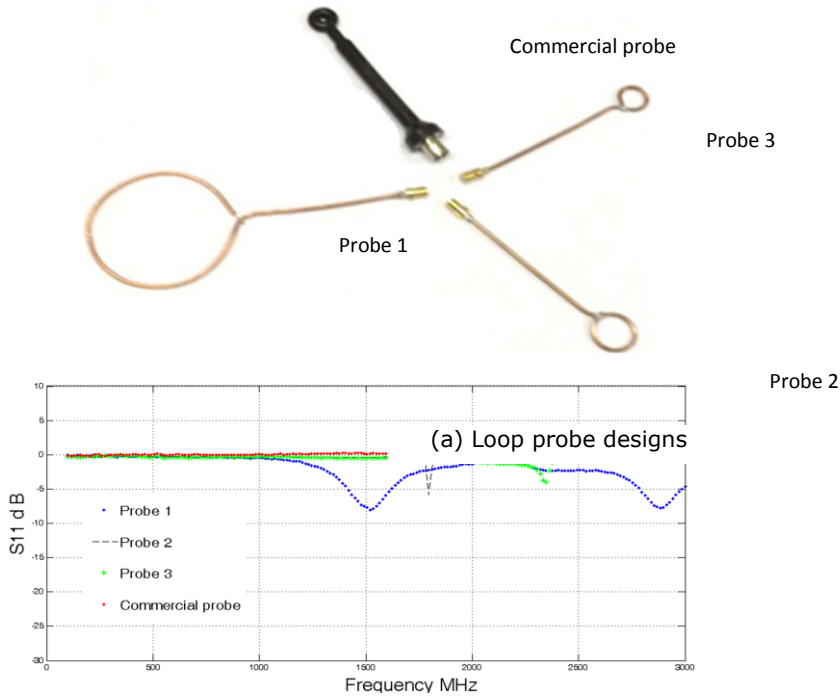 Commercial probe
Probe 3
Probe 1
Probe 2
(a) Loop probe designs
10
5
0
-5
-10
-15
-20
-25
-30
S11 d B
Probe 1
Probe 2
Probe 3
Commercial probe
0
500
1000
1500
2000
2500
3000
Frequency MHz